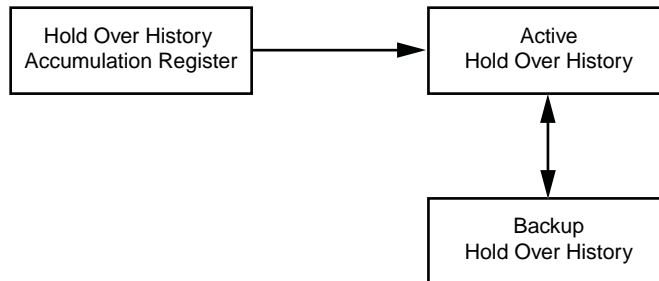 Hold Over History
Accumulation Register
Active
Hold Over History
Backup
Hold Over History